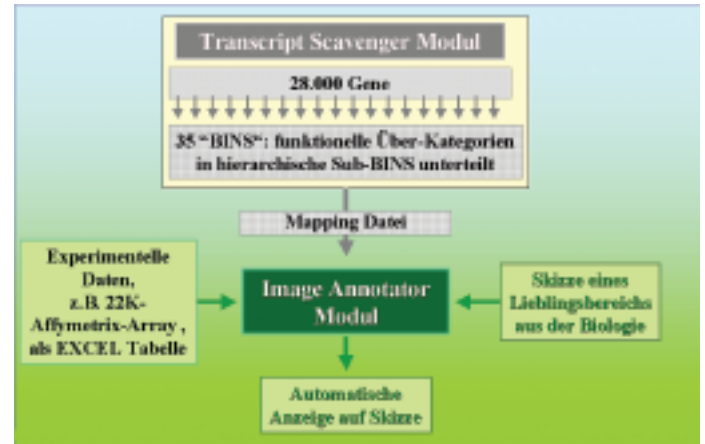 Transcript Scavenger Modul
28.000 Gene
35 "BINS": funktionelle Über-Kategorien
in hierarchische Sub-BINS unterteilt
Mapping Datei
Experimentelle
Daten,
z.B. 22K-
Affymetrix-Array ,
als EXCEL Tabelle
Image Annotator
Modul
Skizze eines
Lieblingsbereichs
aus der Biologie
Automatische
Anzeige auf Skizze